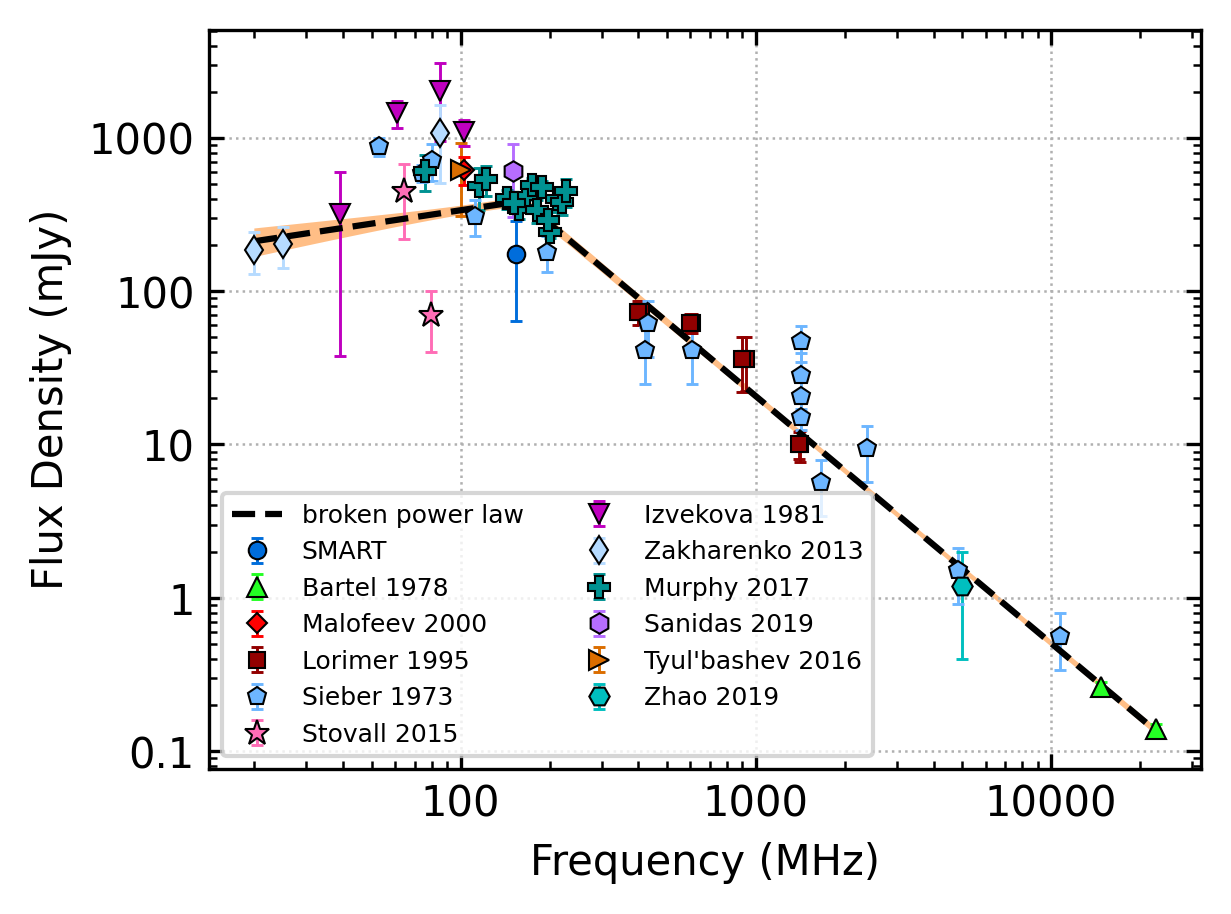 1000
100
10
1
0.1
Flux Density (mJy)
broken power law
SMART
Bartel 1978
Malofeev 2000
Lorimer 1995
Sieber 1973
Stovall 2015
Izvekova 1981
Zakharenko 2013
Murphy 2017
Sanidas 2019
Tyul'bashev 2016
Zhao 2019
100 1000 10000
Frequency (MHz)